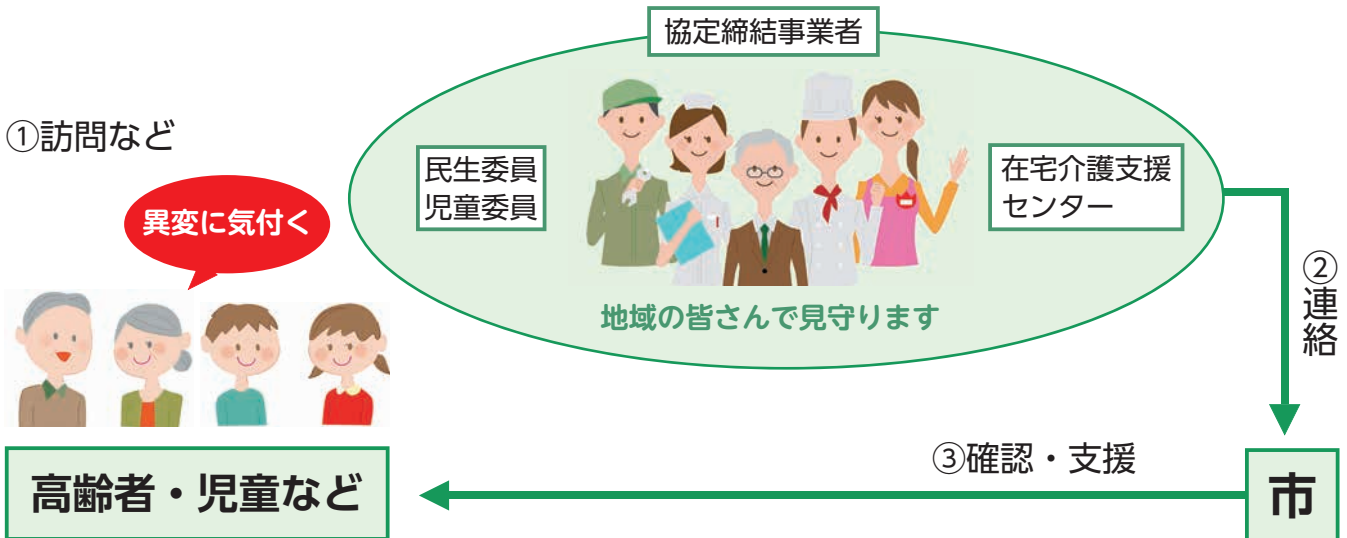 協定締結事業者
①訪問など
民生委員
児童委員
在宅介護支援
センター
異変に気付く
地域の皆さんで見守ります
②連絡
③確認・支援
高齢者・児童など
市